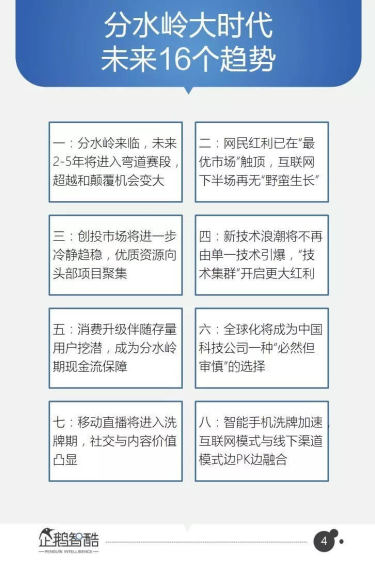 分水岭大时代
未来16个趋势
一：分水岭来临，未来
2-5年将进入弯道赛段，
超越和颠覆机会变大
二：网民红利已在“最
优市场”触顶，互联网
下半场再无“野蛮生长”
三：创投市场将进一步
冷静趋稳，优质资源向
头部项目聚集
四：新技术浪潮将不再
由单一技术引爆，“技
术集群”开启更大红利
五：消费升级伴随存量
用户挖潜，成为分水岭
期现金流保障
六：全球化将成为中国
科技公司一种“必然但
审慎”的选择
七：移动直播将进入洗
牌期，社交与内容价值
凸显
八：智能手机洗牌加速，
互联网模式与线下渠道
模式边PK边融合
企鹅智酷
PENGUIN INTELLIGENCE
4